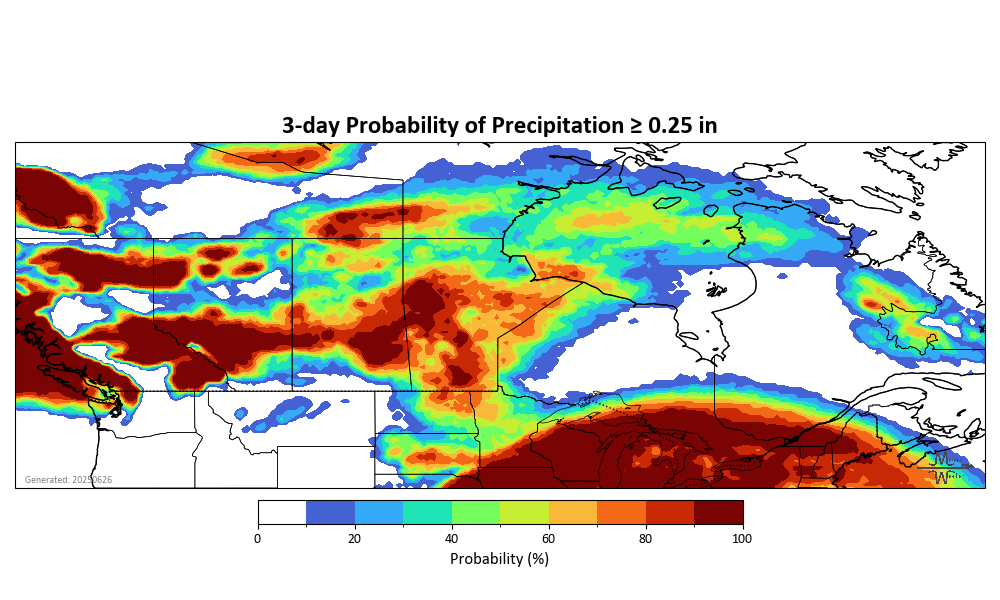 3-day Probability of Precipitation ≥ 0.25 in
Generated: 20250626
0 20 40 60 80 100
Probability (%)